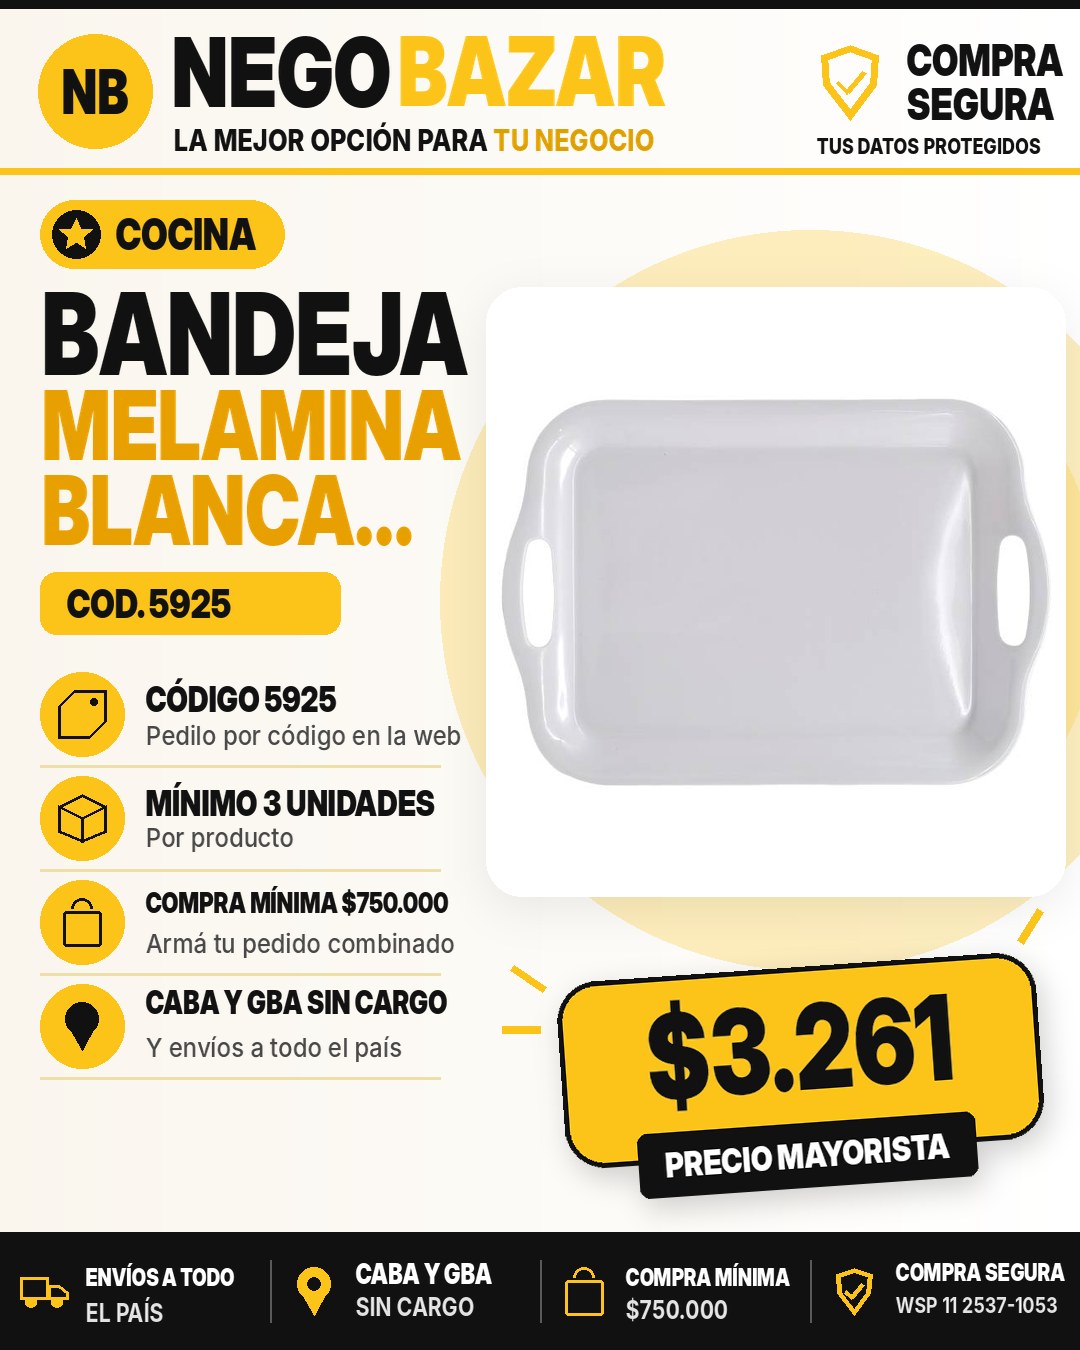 NB
NEGOBAZAR
LA MEJOR OPCIÓN PARA TU NEGOCIO
COMPRA
SEGURA
TUS DATOS PROTEGIDOS
COCINA
BANDEJA
MELAMINA
BLANCA...
COD. 5925
CÓDIGO 5925
Pedilo por código en la web
MÍNIMO 3 UNIDADES
Por producto
COMPRA MÍNIMA $750.000
Armá tu pedido combinado
CABA Y GBA SIN CARGO
Y envíos a todo el país
$3.261
PRECIO MAYORISTA
ENVÍOS A TODO
EL PAÍS
CABA Y GBA
SIN CARGO
COMPRA MÍNIMA
$750.000
COMPRA SEGURA
WSP 11 2537-1053